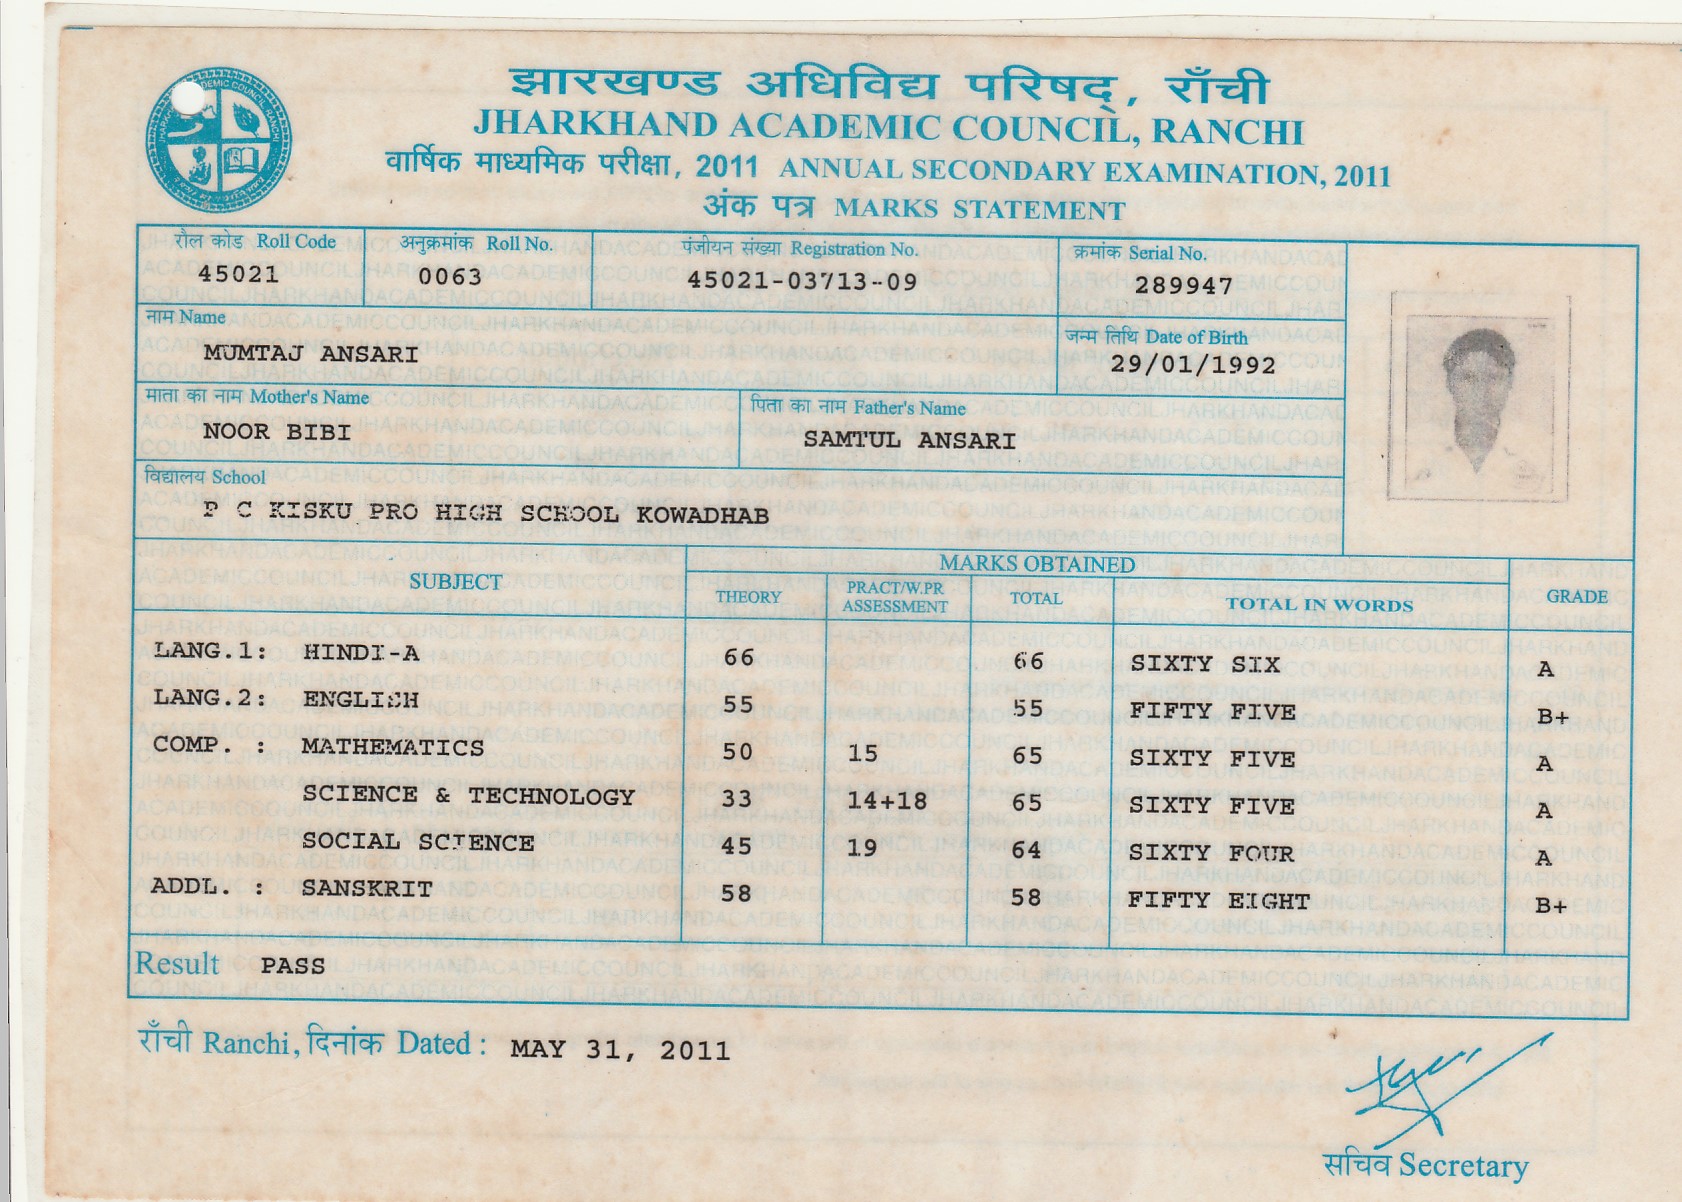 झारखण्ड अधिविद्य परिषद्, राँची
JHARKHAND ACADEMIC COUNCIL, RANCHI
वार्षिक माध्यमिक परीक्षा, 2011 ANNUAL SECONDARY EXAMINATION, 2011
अंक पत्र MARKS STATEMENT
रौल कोड Roll Code अनुक्रमांक Roll No. पंजीयन संख्या Registration No. क्रमांक Serial No.
45021 0063 45021-03713-09 289947
नाम Name जन्म तिथि Date of Birth
MUMTAJ ANSARI 29/01/1992
माता का नाम Mother's Name पिता का नाम Father's Name
NOOR BIBI SAMTUL ANSARI
विद्यालय School
P C KISKU PRO HIGH SCHOOL KOWADHAB
MARKS OBTAINED
SUBJECT THEORY PRACT/W.PR ASSESSMENT TOTAL TOTAL IN WORDS GRADE
LANG.1: HINDI-A 66 66 SIXTY SIX A
LANG.2: ENGLISH 55 55 FIFTY FIVE B+
COMP. : MATHEMATICS 50 15 65 SIXTY FIVE A
SCIENCE & TECHNOLOGY 33 14+18 65 SIXTY FIVE A
SOCIAL SCIENCE 45 19 64 SIXTY FOUR A
ADDL. : SANSKRIT 58 58 FIFTY EIGHT B+
Result PASS
राँची Ranchi, दिनांक Dated : MAY 31, 2011
सचिव Secretary